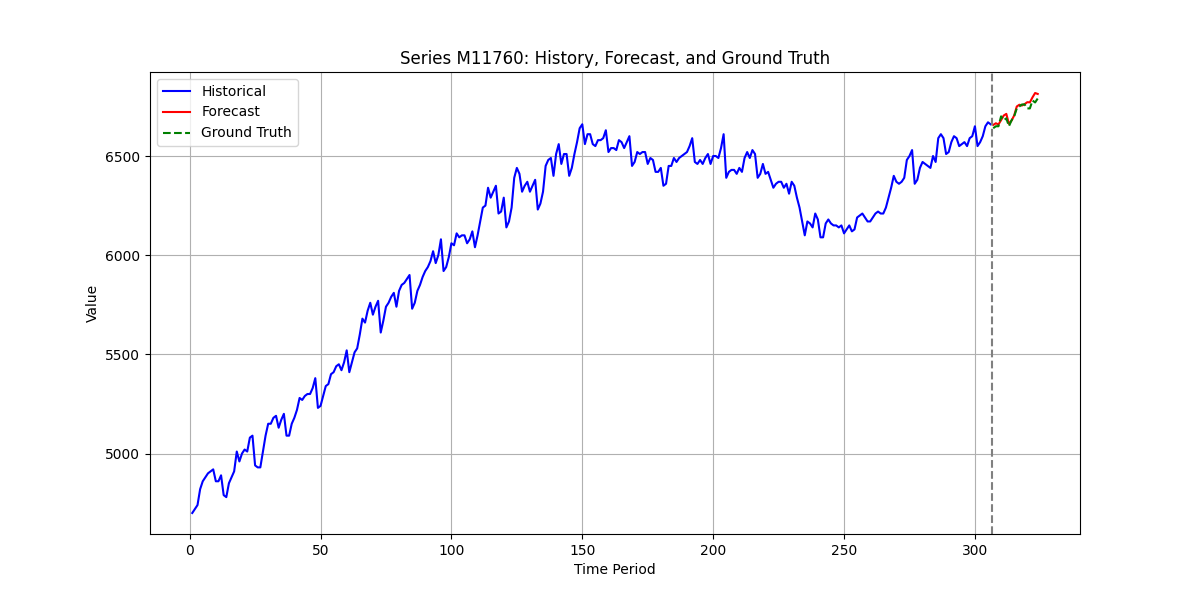 Series M11760: History, Forecast, and Ground Truth
Historical
Forecast
Ground Truth
Value
6500
6000
5500
5000
0 50 100 150 200 250 300
Time Period